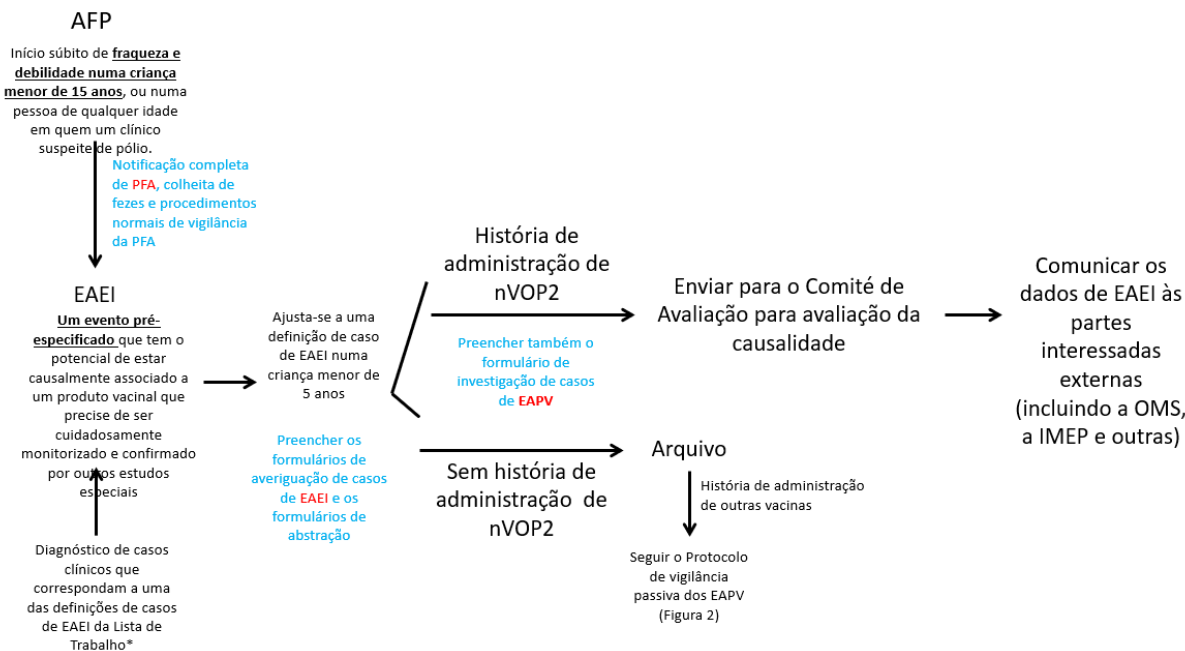 AFP
Início súbito de fraqueza e
debilidade numa criança
menor de 15 anos, ou numa
pessoa de qualquer idade
em quem um clínico
suspeite de pólio.
Notificação completa
de PFA, colheita de
fezes e procedimentos
normais de vigilância
da PFA
EAEI
Um evento pré-
especificado que tem o
potencial de estar
causalmente associado a
um produto vacinal que
precise de ser
cuidadosamente
monitorizado e confirmado
por outros estudos
especiais
Diagnóstico de casos
clínicos que
correspondam a uma
das definições de casos
de EAEI da Lista de
Trabalho*
Ajusta-se a uma
definição de caso
de EAEI numa
criança menor de
5 anos
Preencher os
formulários de
averiguação de casos
de EAEI e os
formulários de
abstração
História de
administração de
nVOP2
Preencher também o
formulário de
investigação de casos
de EAPV
Sem história de
administração de
nVOP2
Enviar para o Comité de
Avaliação para avaliação da
causalidade
Arquivo
História de administração
de outras vacinas
Seguir o Protocolo
de vigilância
passiva dos EAPV
(Figura 2)
Comunicar os
dados de EAEI às
partes
interessadas
externas
(incluindo a OMS,
a IMEP e outras)